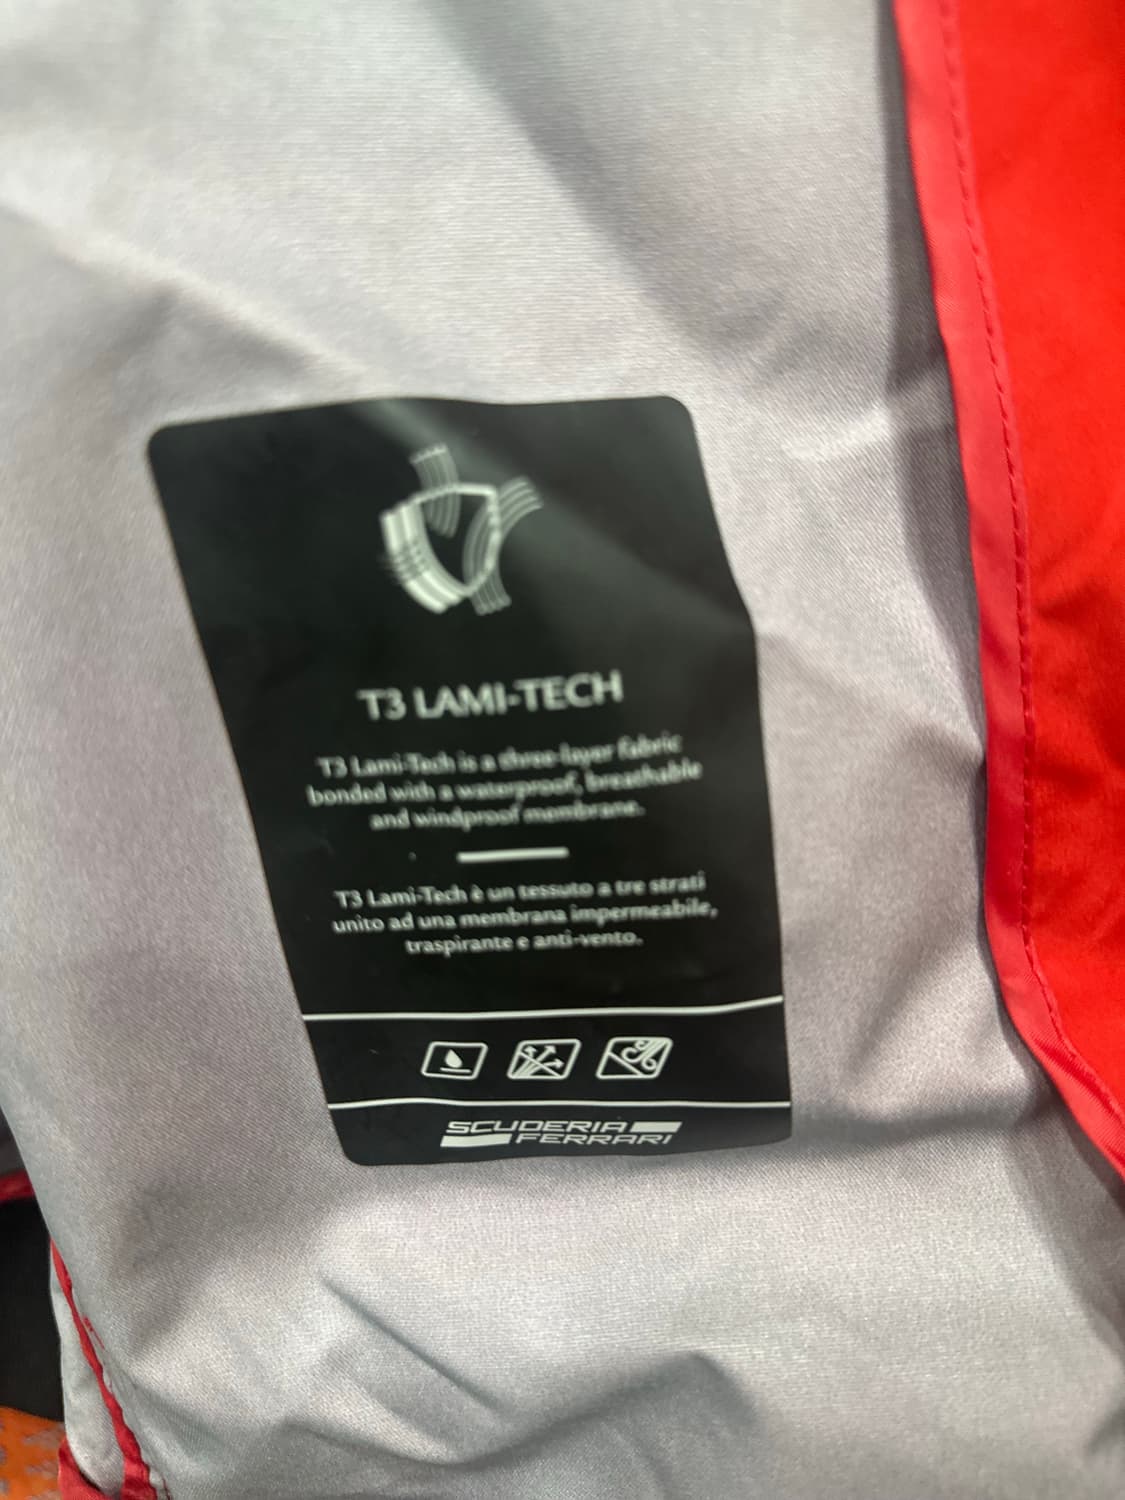 T3 LAMI-TECH
T3 Lami-Tech is a three-layer fabric
bonded with a waterproof, breathable
and windproof membrane.
T3 Lami-Tech è un tessuto a tre strati
unito ad una membrana impermeabile,
traspirante e anti-vento.
SCUDERIA
FERRARI